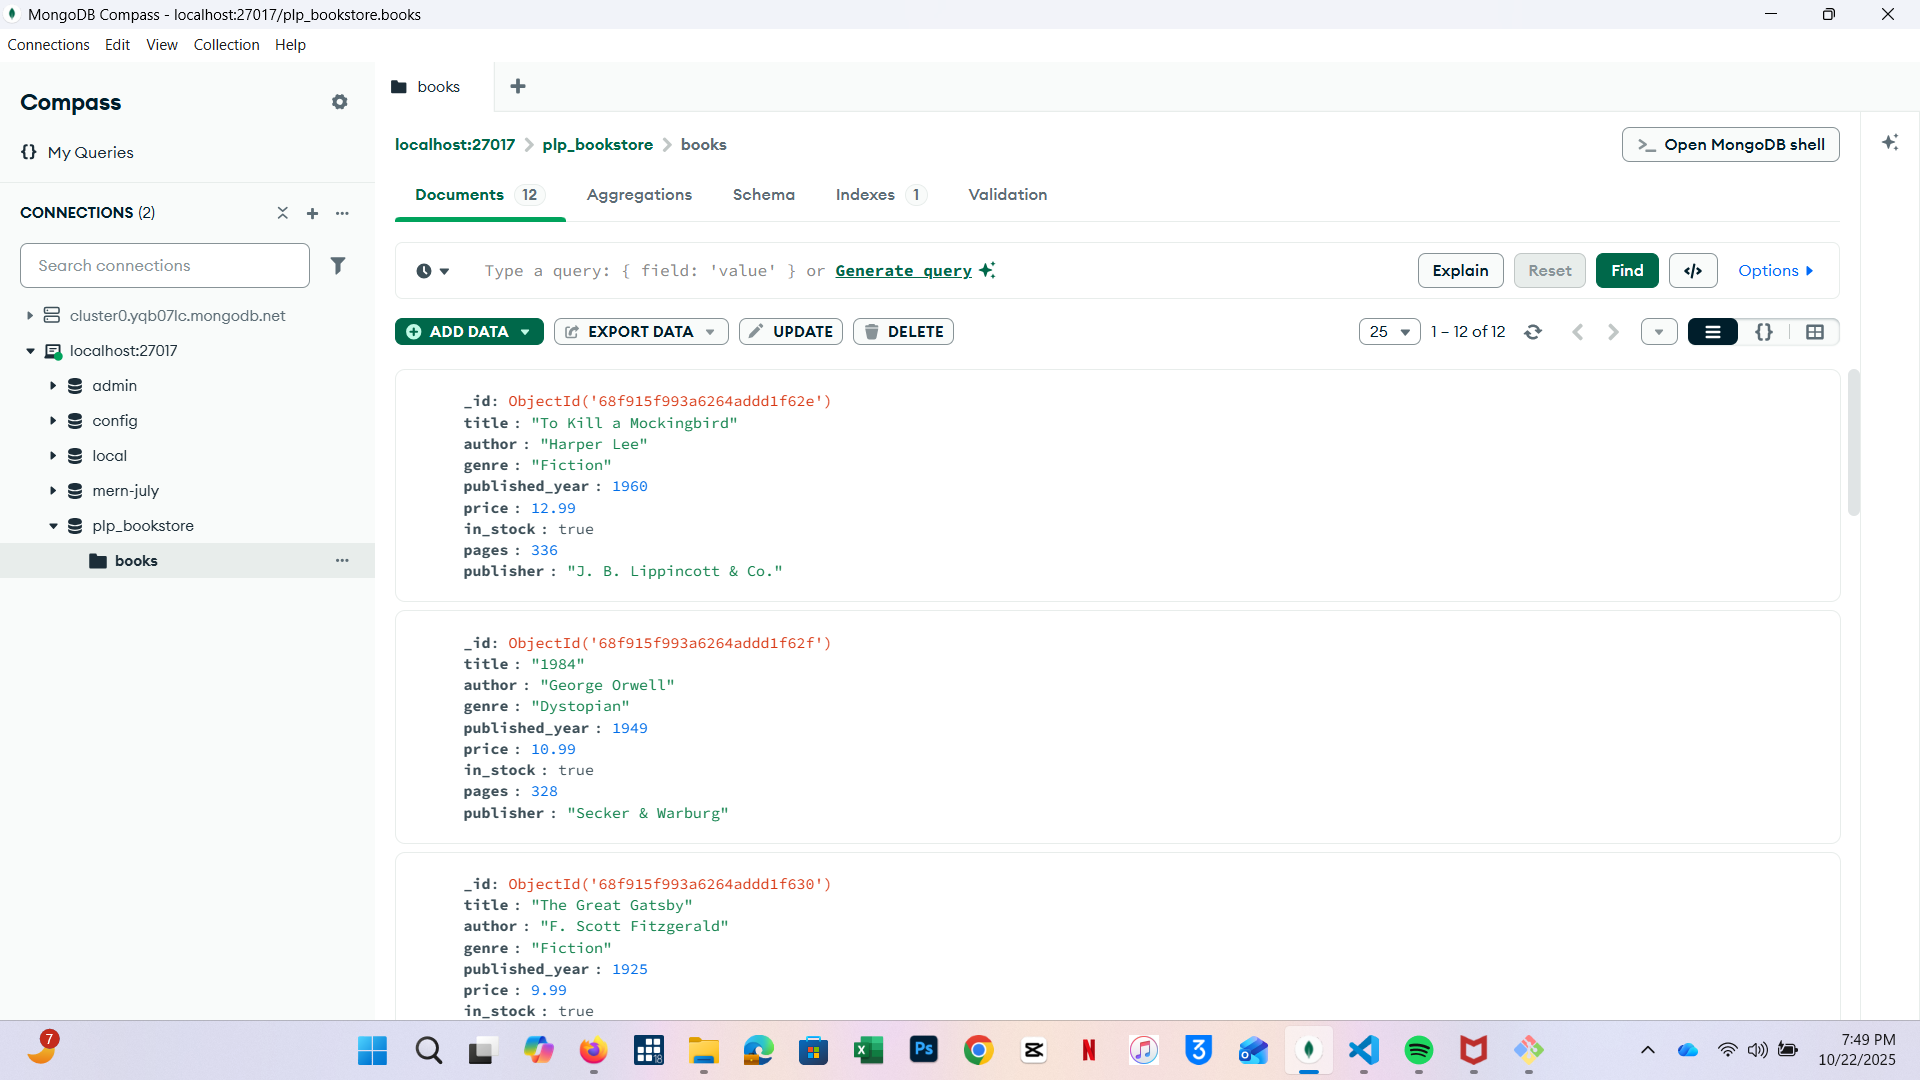 MongoDB Compass - localhost:27017/plp_bookstore.books
Connections Edit View Collection Help
Compass
{} My Queries
CONNECTIONS (2)
Search connections
cluster0.yqb07lc.mongodb.net
localhost:27017
admin
config
local
mern-july
plp_bookstore
books
books
localhost:27017 > plp_bookstore > books
>_ Open MongoDB shell
Documents 12 Aggregations Schema Indexes 1 Validation
Type a query: { field: 'value' } or Generate query
Explain Reset Find </> Options
ADD DATA EXPORT DATA UPDATE DELETE
25 1 – 12 of 12 {}
_id: ObjectId('68f915f993a6264addd1f62e')
title : "To Kill a Mockingbird"
author : "Harper Lee"
genre : "Fiction"
published_year : 1960
price : 12.99
in_stock : true
pages : 336
publisher : "J. B. Lippincott & Co."
_id: ObjectId('68f915f993a6264addd1f62f')
title : "1984"
author : "George Orwell"
genre : "Dystopian"
published_year : 1949
price : 10.99
in_stock : true
pages : 328
publisher : "Secker & Warburg"
_id: ObjectId('68f915f993a6264addd1f630')
title : "The Great Gatsby"
author : "F. Scott Fitzgerald"
genre : "Fiction"
published_year : 1925
price : 9.99
in_stock : true
7
18
Ps
N
3
7:49 PM
10/22/2025